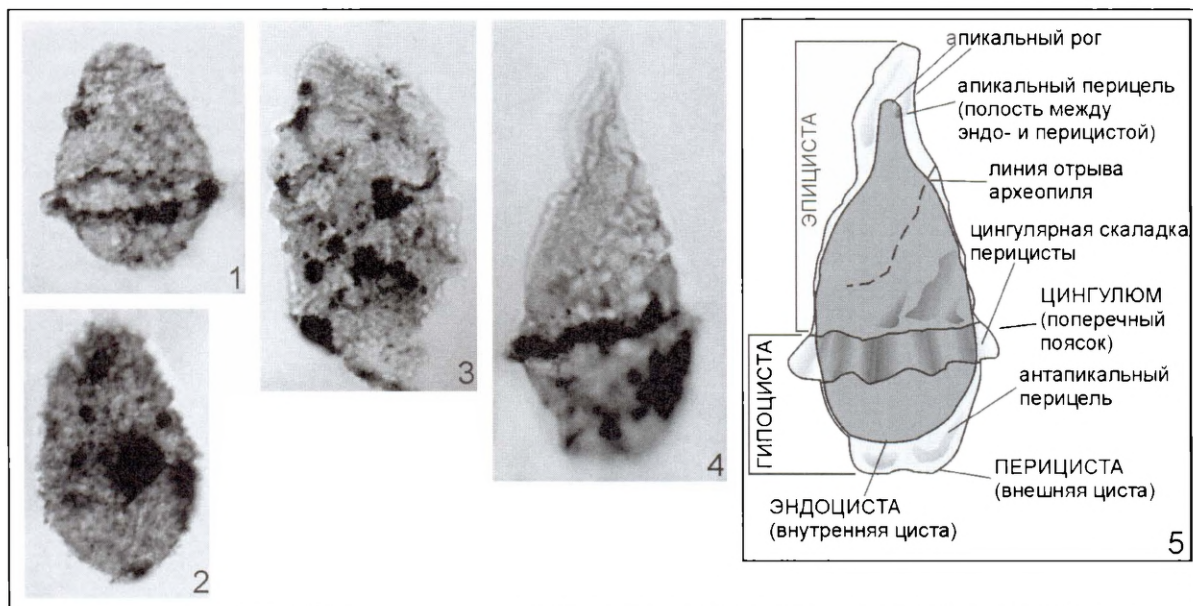 1
2
3
4
апикальный рог
апикальный перицель
(полость между
эндо- и перицистой)
линия отрыва
археопиля
цингулярная скаладка
перицисты
ЦИНГУЛЮМ
(поперечный
поясок)
антапикальный
перицель
ПЕРИЦИСТА
(внешняя циста)
ЭНДОЦИСТА
(внутренняя циста)
ЭПИЦИСТА
ГИПОЦИСТА
5